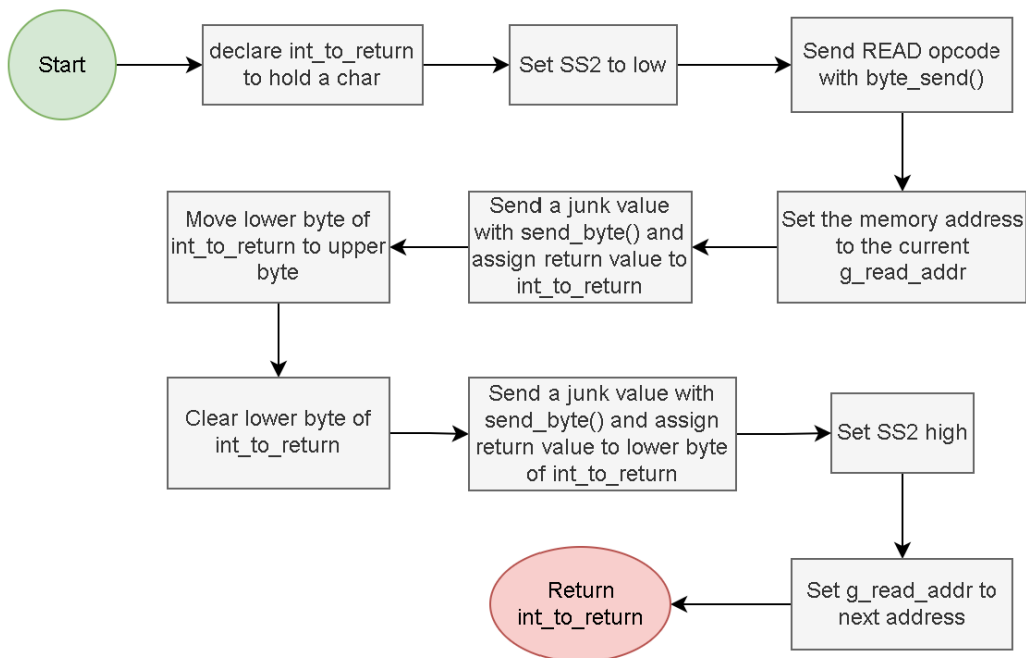 Start
declare int_to_return
to hold a char
Set SS2 to low
Send READ opcode
with byte_send()
Set the memory address
to the current
g_read_addr
Send a junk value
with send_byte() and
assign return value to
int_to_return
Move lower byte of
int_to_return to upper
byte
Clear lower byte of
int_to_return
Send a junk value with
send_byte() and assign
return value to lower byte
of int_to_return
Set SS2 high
Set g_read_addr to
next address
Return
int_to_return